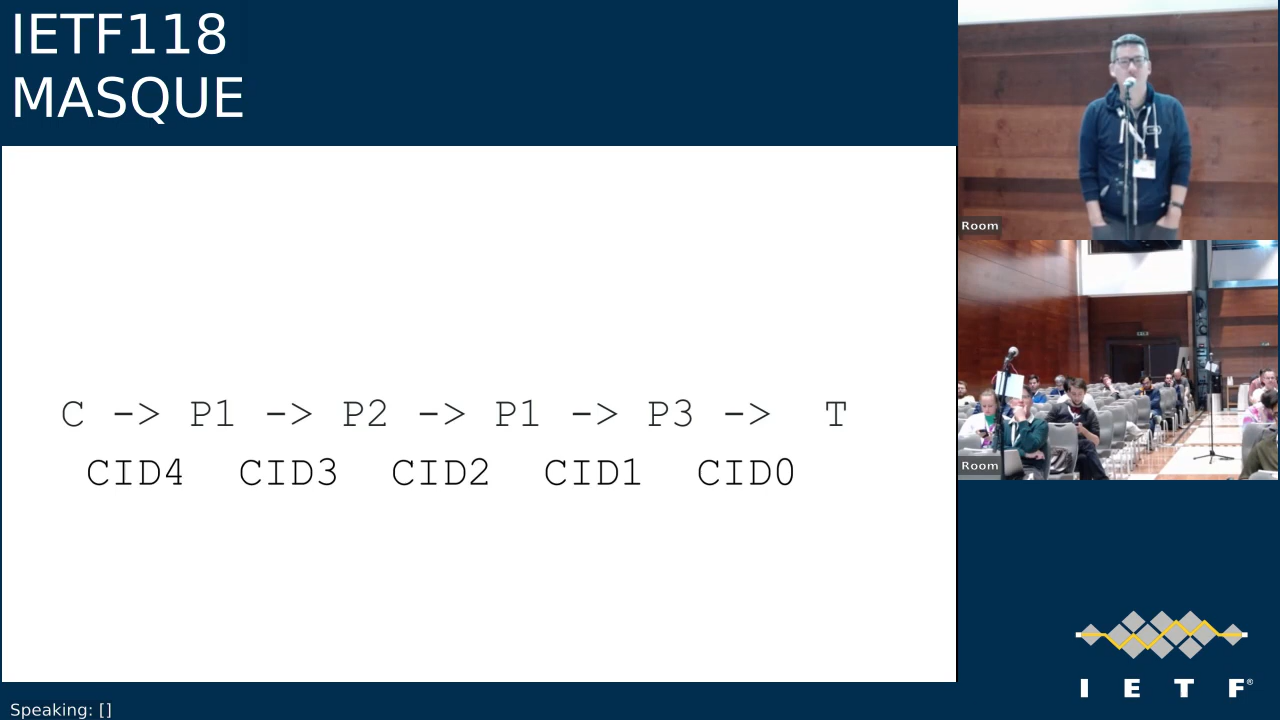 IETF118
MASQUE
C -> P1 -> P2 -> P1 -> P3 -> T
CID4 CID3 CID2 CID1 CID0
Room
Room
I E T F®
Speaking: []